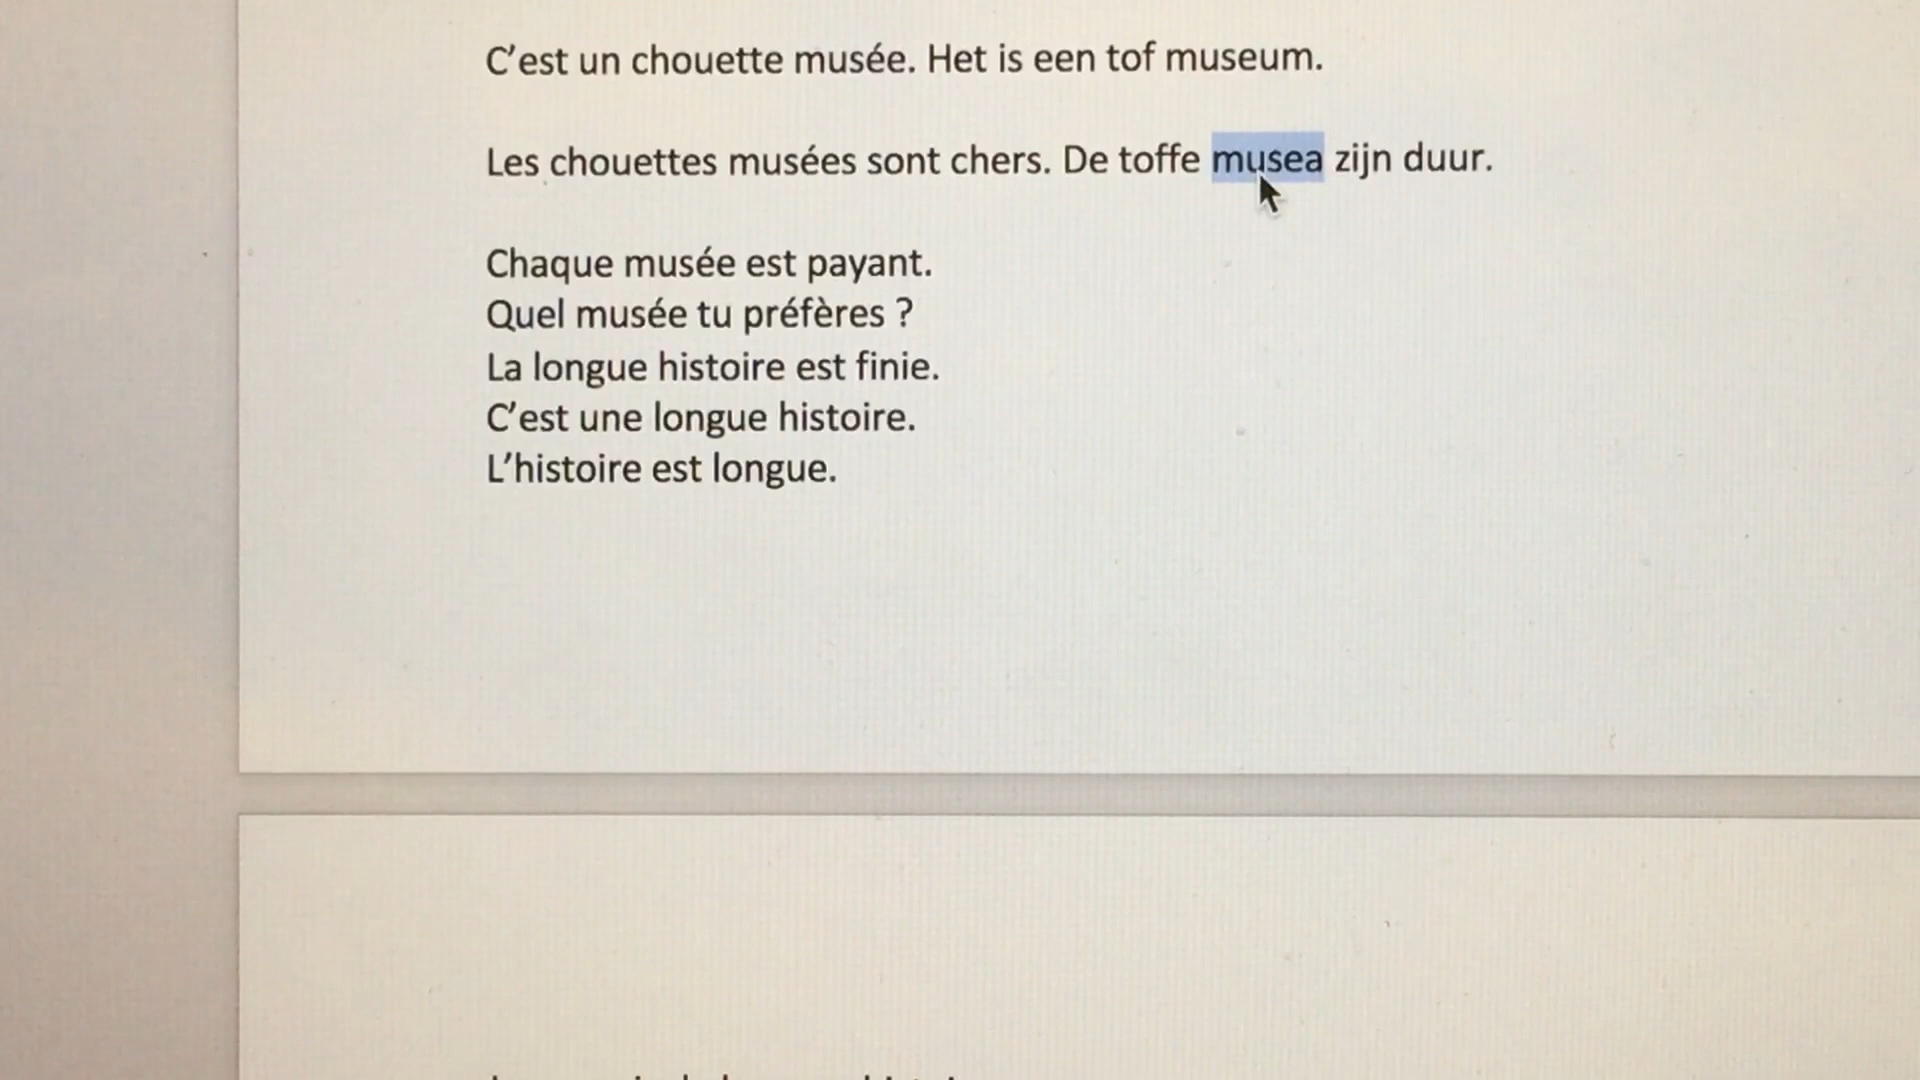 C'est un chouette musée. Het is een tof museum.
Les chouettes musées sont chers. De toffe musea zijn duur.
Chaque musée est payant.
Quel musée tu préfères ?
La longue histoire est finie.
C'est une longue histoire.
L'histoire est longue.